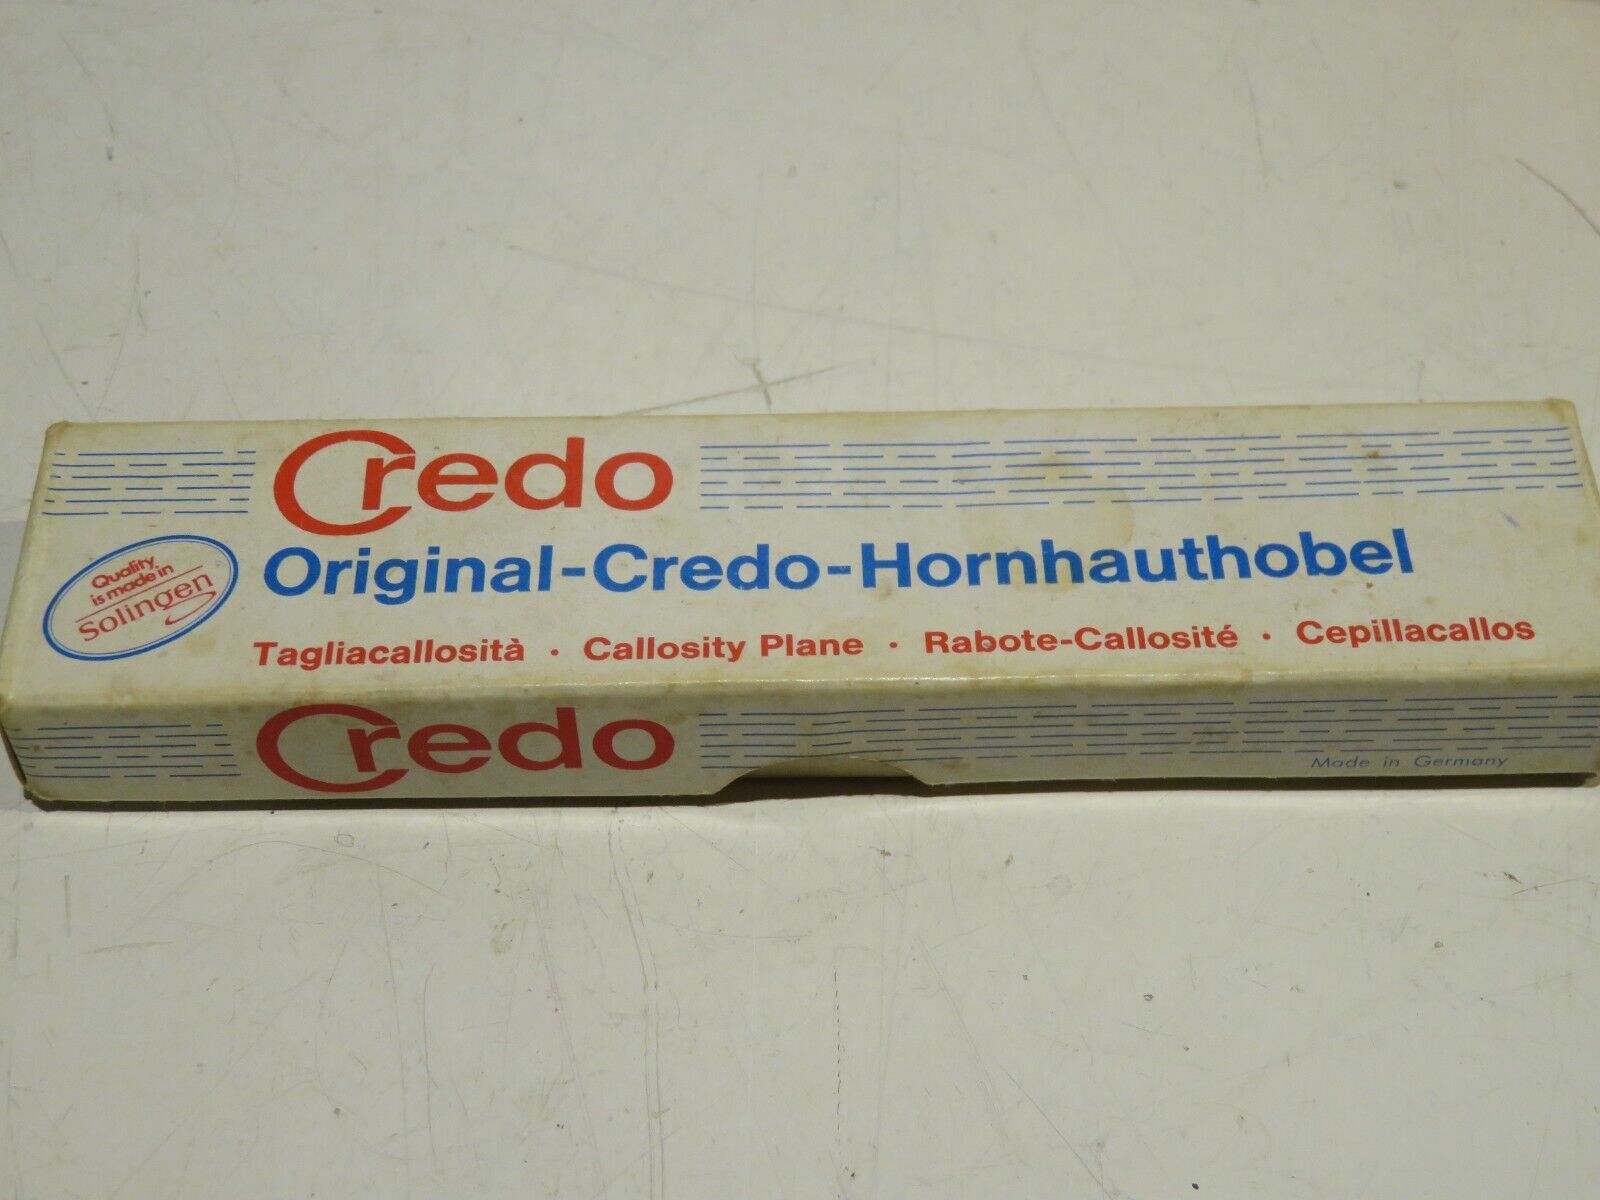 Credo
Original-Credo-Hornhauthobel
Quality
is made in
Solingen
Tagliacallosità · Callosity Plane · Rabote-Callosité · Cepillacallos
Credo
Made in Germany